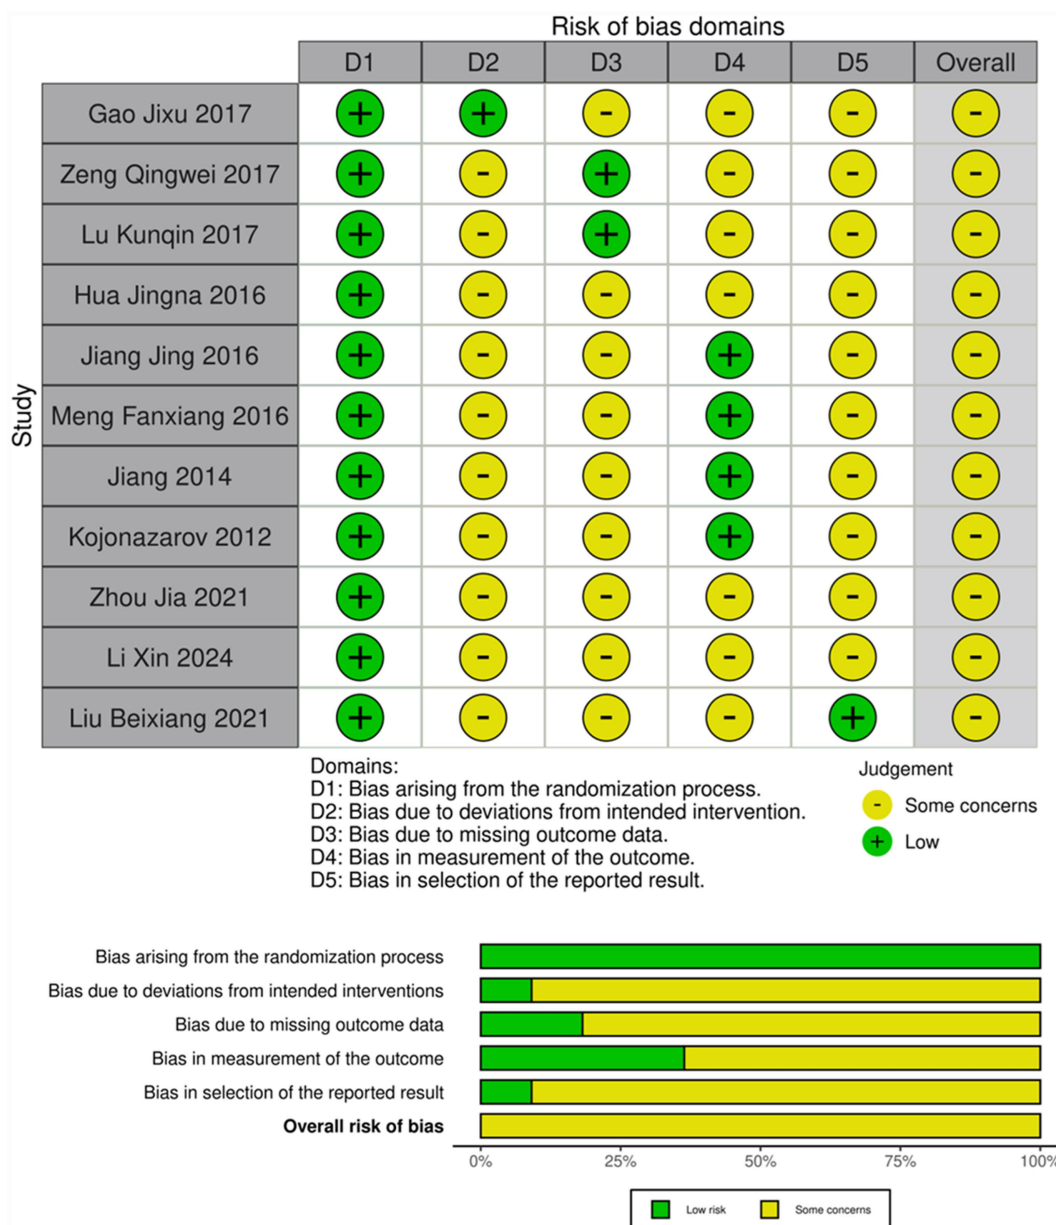 Risk of bias domains
D1 D2 D3 D4 D5 Overall
Study
Gao Jixu 2017 + + - - - -
Zeng Qingwei 2017 + - + - - -
Lu Kunqin 2017 + - + - - -
Hua Jingna 2016 + - - - - -
Jiang Jing 2016 + - - + - -
Meng Fanxiang 2016 + - - + - -
Jiang 2014 + - - + - -
Kojonazarov 2012 + - - + - -
Zhou Jia 2021 + - - - - -
Li Xin 2024 + - - - - -
Liu Beixiang 2021 + - - - + -
Domains:
D1: Bias arising from the randomization process.
D2: Bias due to deviations from intended intervention.
D3: Bias due to missing outcome data.
D4: Bias in measurement of the outcome.
D5: Bias in selection of the reported result.
Judgement
- Some concerns
+ Low
Bias arising from the randomization process
Bias due to deviations from intended interventions
Bias due to missing outcome data
Bias in measurement of the outcome
Bias in selection of the reported result
Overall risk of bias
0% 25% 50% 75% 100%
Low risk Some concerns